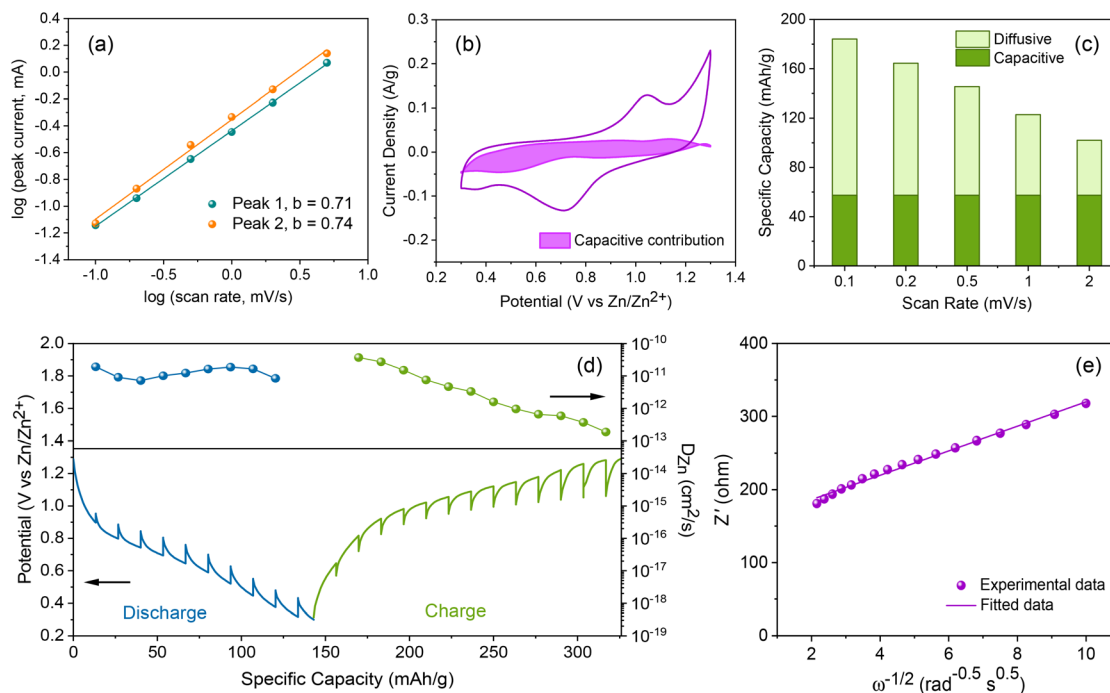 (a)
0.4
0.2
0.0
-0.2
-0.4
-0.6
-0.8
-1.0
-1.2
-1.4
log (peak current, mA)
Peak 1, b = 0.71
Peak 2, b = 0.74
-1.0 -0.5 0.0 0.5 1.0
log (scan rate, mV/s)
(b)
0.3
0.2
0.1
0.0
-0.1
-0.2
Current Density (A/g)
Capacitive contribution
0.2 0.4 0.6 0.8 1.0 1.2 1.4
Potential (V vs Zn/Zn2+)
(c)
200
160
120
80
40
0
Specific Capacity (mAh/g)
Diffusive
Capacitive
0.1 0.2 0.5 1 2
Scan Rate (mV/s)
(d)
2.0
1.8
1.6
1.4
1.2
1.0
0.8
0.6
0.4
0.2
Potential (V vs Zn/Zn2+)
Discharge
Charge
10-10
10-11
10-12
10-13
10-14
10-15
10-16
10-17
10-18
10-19
DZn (cm2/s)
0 50 100 150 200 250 300
Specific Capacity (mAh/g)
(e)
400
300
200
100
0
Z' (ohm)
Experimental data
Fitted data
2 4 6 8 10
ω-1/2 (rad-0.5 s0.5)